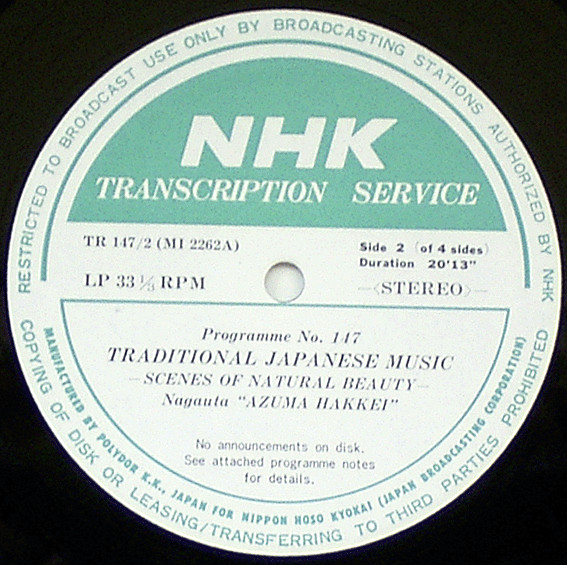 RESTRICTED TO BROADCAST USE ONLY BY BROADCASTING STATIONS AUTHORIZED BY NHK
NHK
TRANSCRIPTION SERVICE
TR 147/2 (MI 2262A)
Side 2 (of 4 sides)
Duration 20'13"
LP 33 1/3 RPM
—<STEREO>—
Programme No. 147
TRADITIONAL JAPANESE MUSIC
—SCENES OF NATURAL BEAUTY—
Nagauta "AZUMA HAKKEI"
No announcements on disk.
See attached programme notes
for details.
MANUFACTURED BY POLYDOR K.K., JAPAN FOR NIPPON HOSO KYOKAI (JAPAN BROADCASTING CORPORATION)
COPYING OF DISK OR LEASING/TRANSFERRING TO THIRD PARTIES PROHIBITED